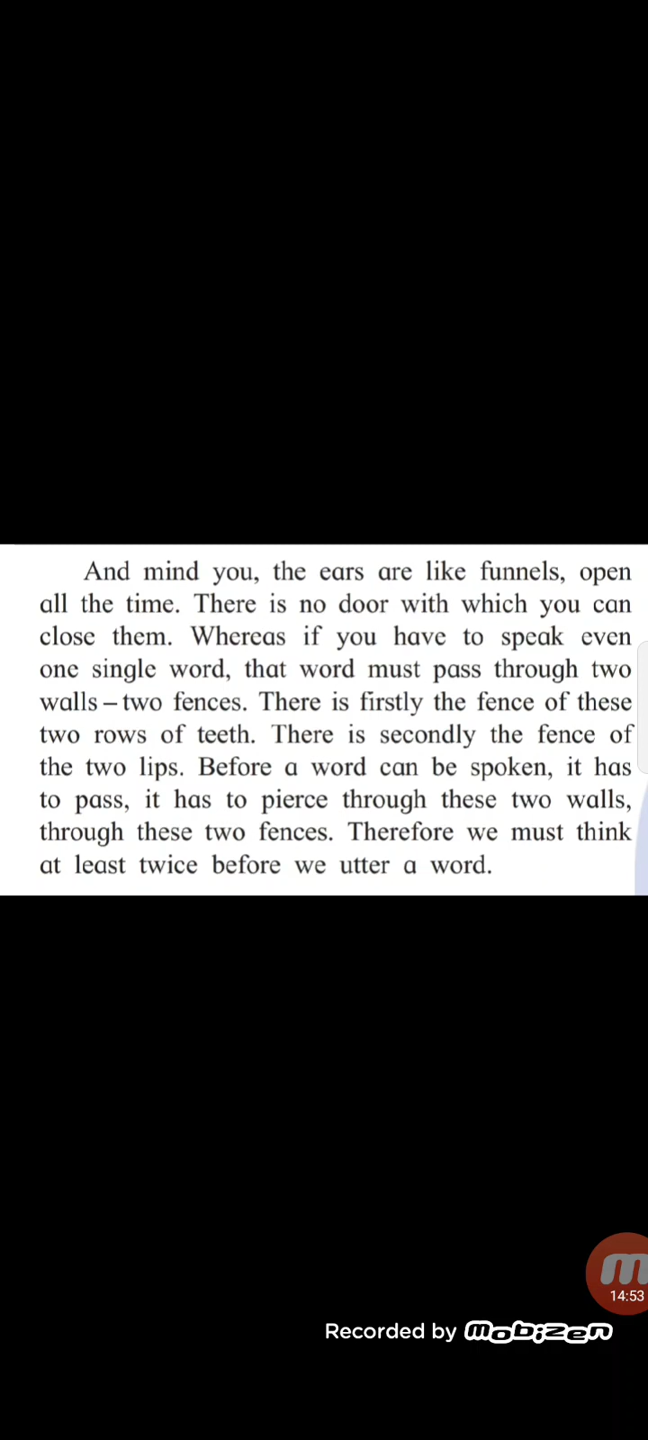 And mind you, the ears are like funnels, open
all the time. There is no door with which you can
close them. Whereas if you have to speak even
one single word, that word must pass through two
walls – two fences. There is firstly the fence of these
two rows of teeth. There is secondly the fence of
the two lips. Before a word can be spoken, it has
to pass, it has to pierce through these two walls,
through these two fences. Therefore we must think
at least twice before we utter a word.
14:53
Recorded by Mobizen